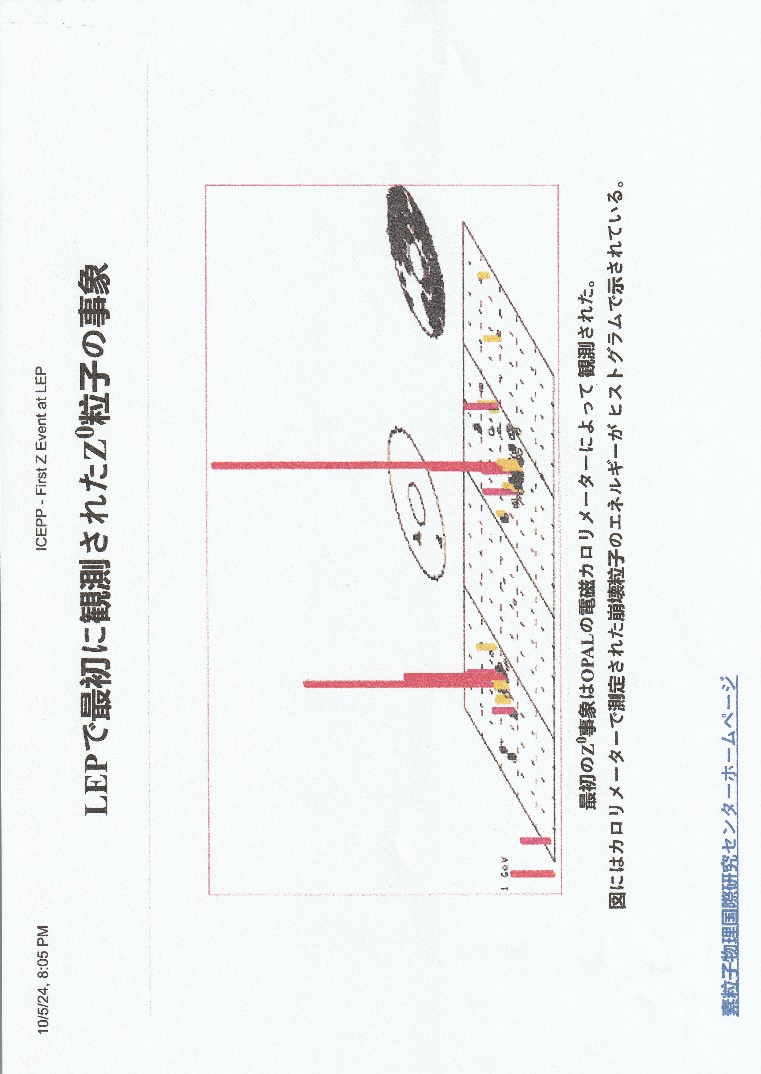 10/5/24, 8:05 PM
ICEPP - First Z Event at LEP
LEPで最初に観測されたZ⁰粒子の事象
1 GeV
最初のZ⁰事象はOPALの電磁カロリメーターによって 観測された。
図にはカロリメーターで測定された崩壊粒子のエネルギーが ヒストグラムで示されている。
素粒子物理国際研究センターホームページ